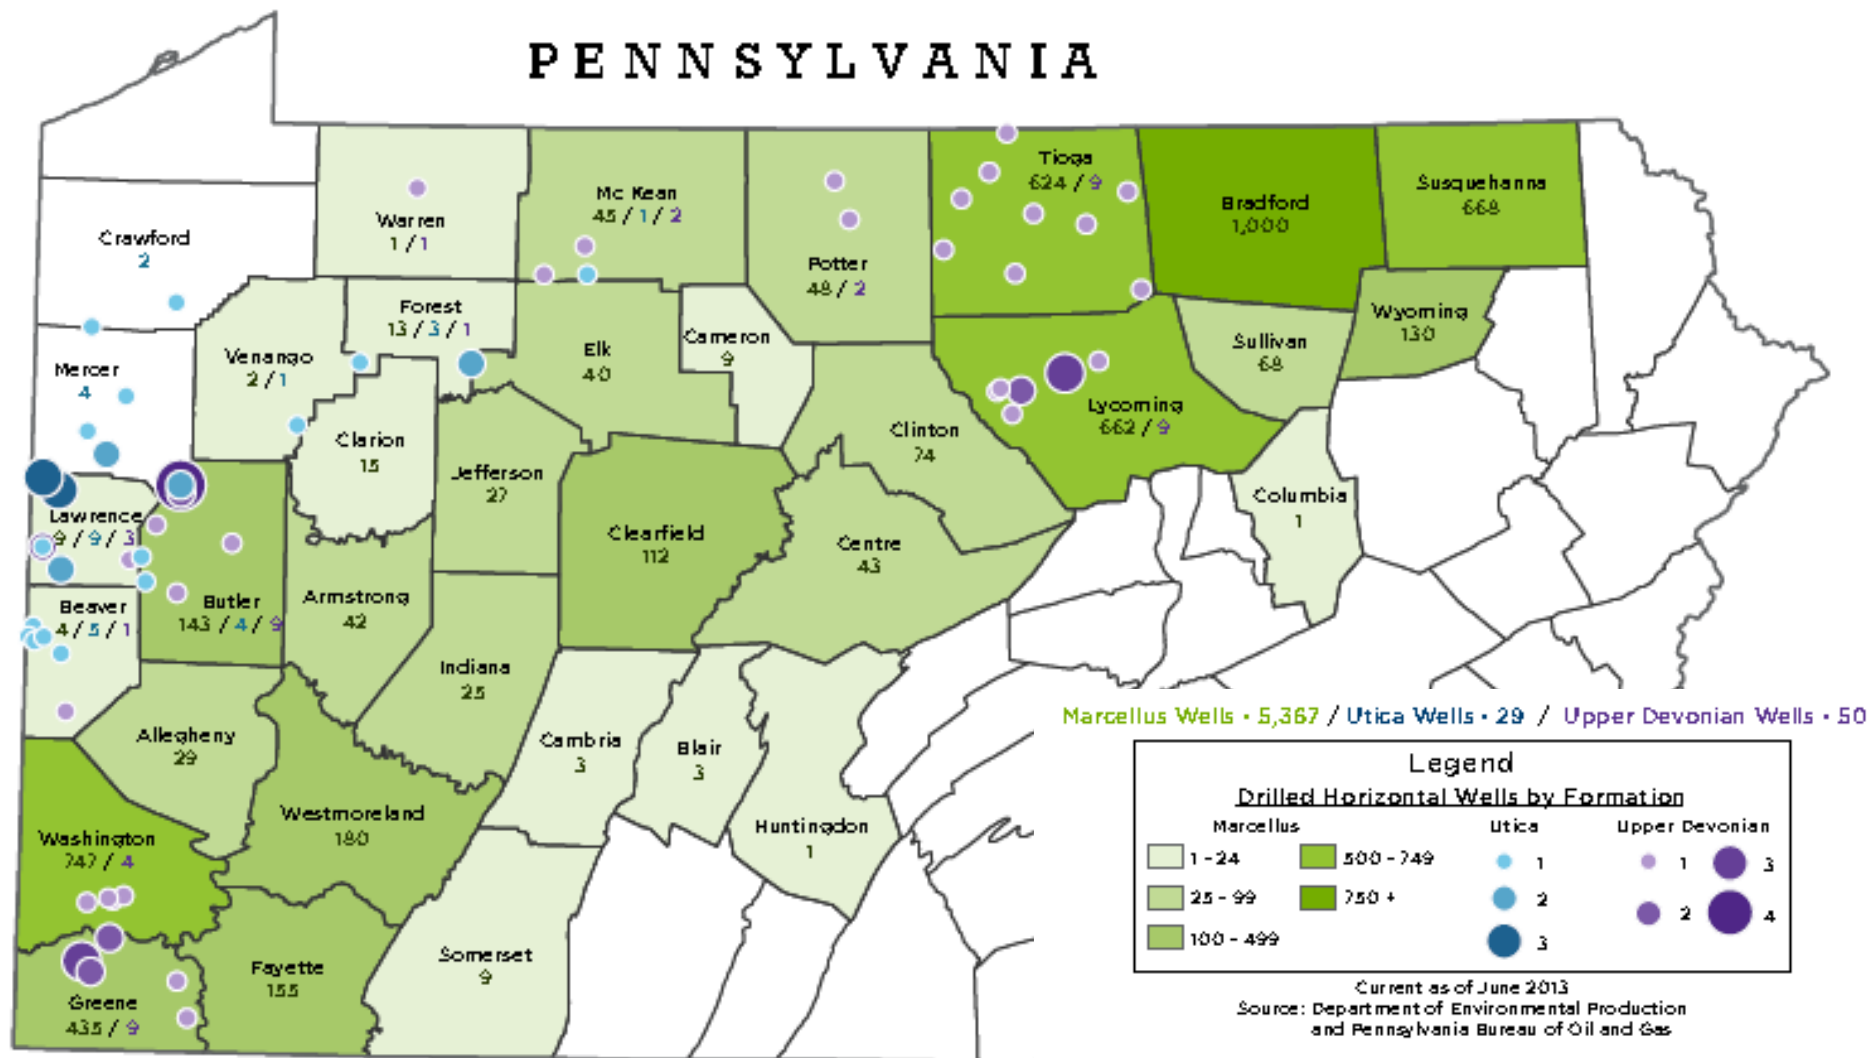 PENNSYLVANIA
Warren
1 / 1
Mc Kean
45 / 1 / 2
Potter
48 / 2
Tioga
624 / 9
Bradford
1,000
Susquehanna
668
Crawford
2
Mercer
4
Venango
2 / 1
Forest
13 / 3 / 1
Elk
40
Cameron
9
Lycoming
662 / 9
Sullivan
68
Wyoming
130
Clarion
15
Jefferson
27
Clinton
74
Columbia
1
Lawrence
9 / 9 / 3
Clearfield
112
Centre
43
Beaver
4 / 5 / 1
Butler
143 / 4 / 9
Armstrong
42
Indiana
25
Allegheny
29
Cambria
3
Blair
3
Huntingdon
1
Westmoreland
180
Washington
747 / 4
Somerset
9
Fayette
155
Greene
435 / 9
Marcellus Wells • 5,367 / Utica Wells • 29 / Upper Devonian Wells • 50
Legend
Drilled Horizontal Wells by Formation
Marcellus Utica Upper Devonian
1 - 24 500 - 749 1 1 3
25 - 99 750 + 2 2 4
100 - 499 3
Current as of June 2013
Source: Department of Environmental Production
and Pennsylvania Bureau of Oil and Gas